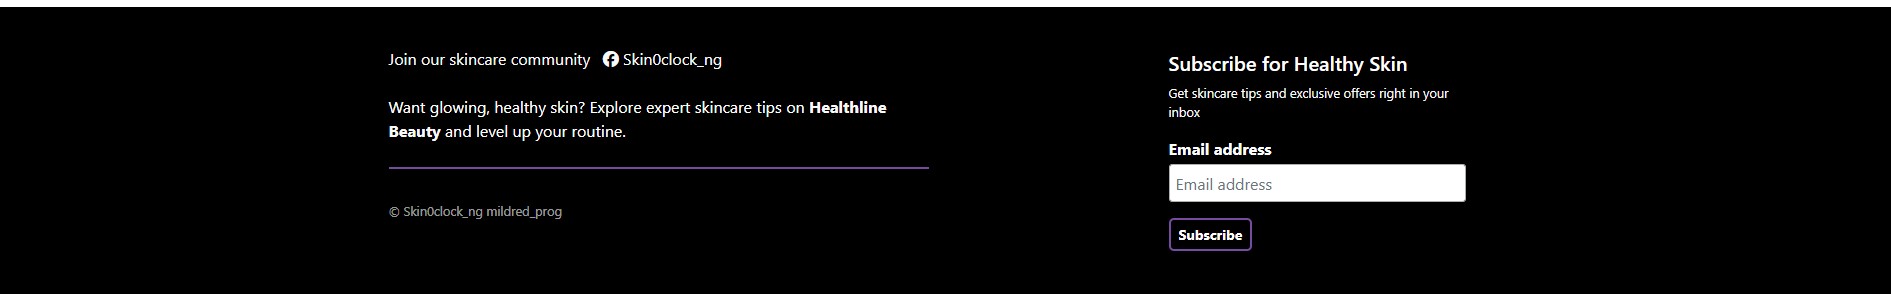 Join our skincare community Skin0clock_ng
Want glowing, healthy skin? Explore expert skincare tips on Healthline
Beauty and level up your routine.
© Skin0clock_ng mildred_prog
Subscribe for Healthy Skin
Get skincare tips and exclusive offers right in your
inbox
Email address
Email address
Subscribe